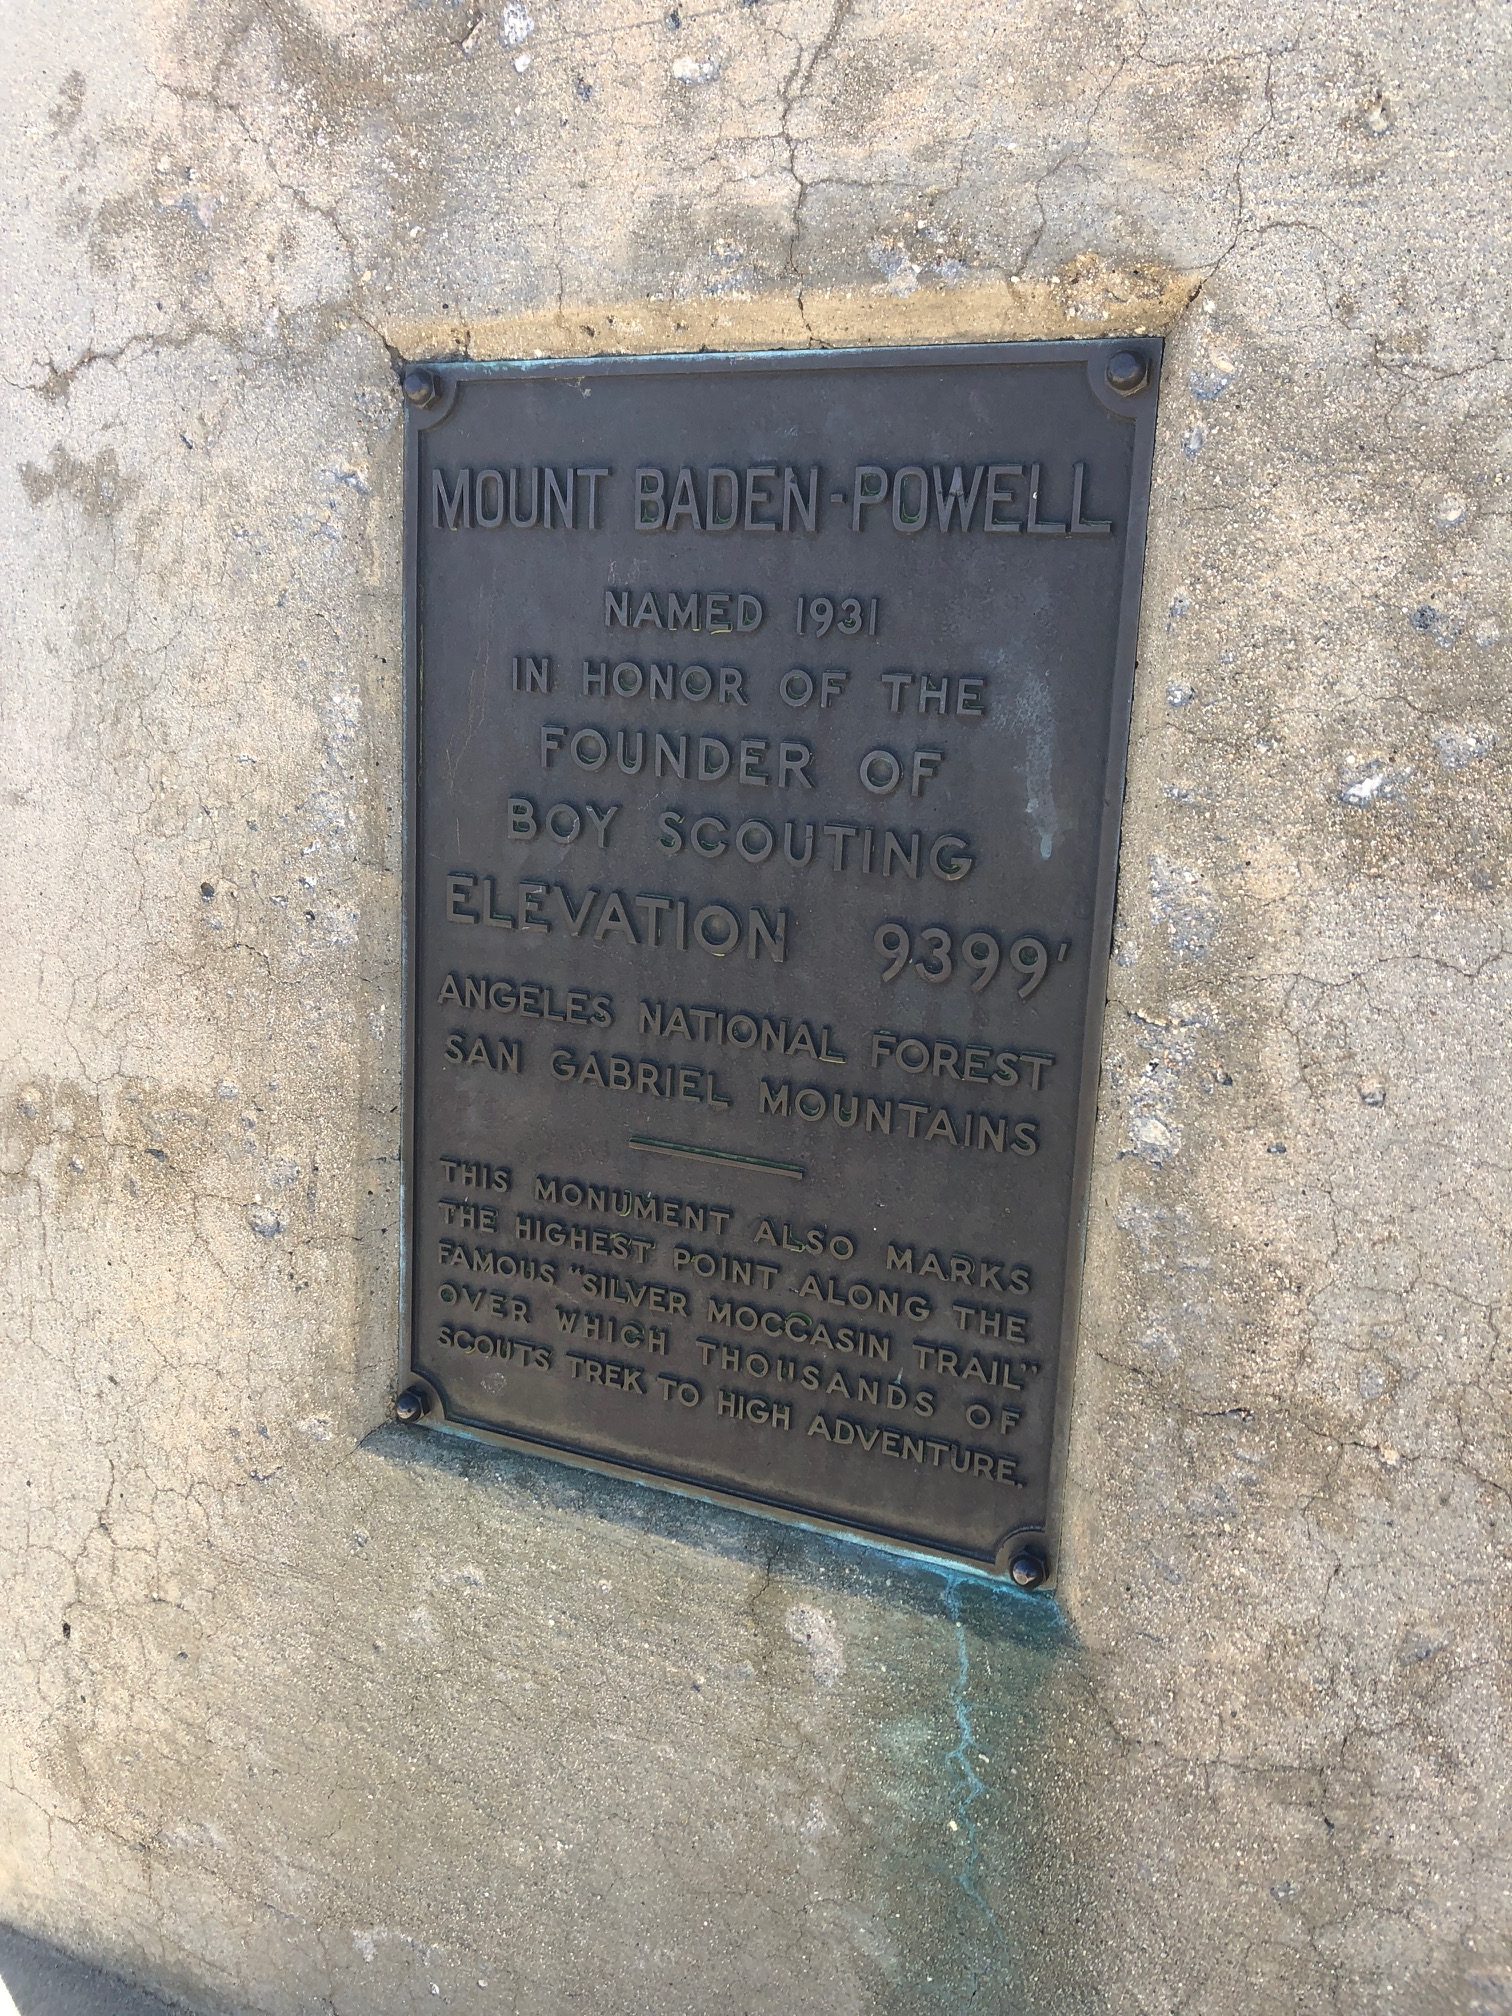 MOUNT BADEN-POWELL
NAMED 1931
IN HONOR OF THE
FOUNDER OF
BOY SCOUTING
ELEVATION 9399'
ANGELES NATIONAL FOREST
SAN GABRIEL MOUNTAINS
THIS MONUMENT ALSO MARKS
THE HIGHEST POINT ALONG THE
FAMOUS "SILVER MOCCASIN TRAIL"
OVER WHICH THOUSANDS OF
SCOUTS TREK TO HIGH ADVENTURE.